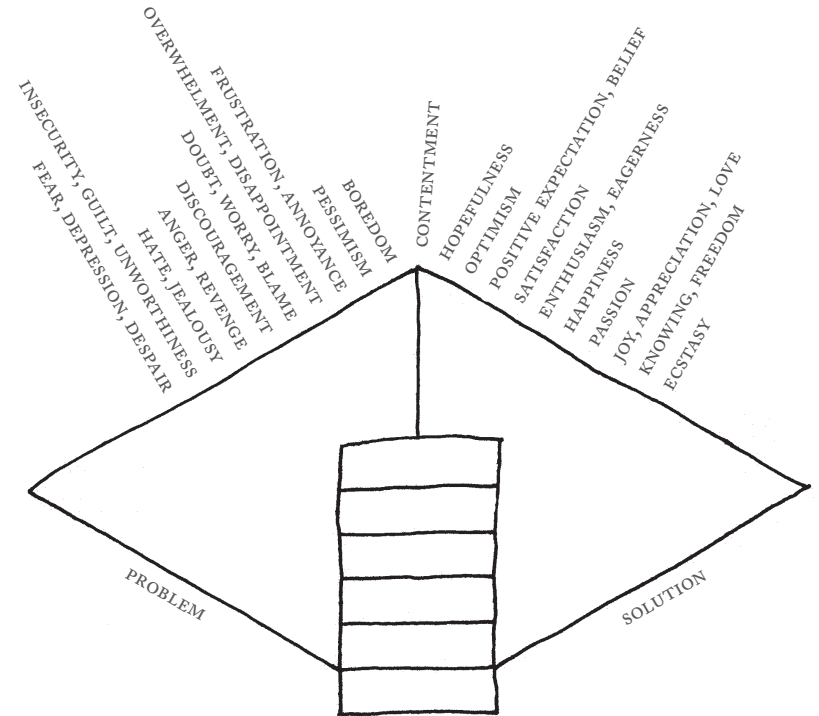 FEAR, DEPRESSION, DESPAIR
INSECURITY, GUILT, UNWORTHINESS
HATE, JEALOUSY
ANGER, REVENGE
DISCOURAGEMENT
DOUBT, WORRY, BLAME
OVERWHELMENT, DISAPPOINTMENT
FRUSTRATION, ANNOYANCE
PESSIMISM
BOREDOM
CONTENTMENT
HOPEFULNESS
OPTIMISM
POSITIVE EXPECTATION, BELIEF
SATISFACTION
ENTHUSIASM, EAGERNESS
HAPPINESS
PASSION
JOY, APPRECIATION, LOVE
KNOWING, FREEDOM
ECSTASY
PROBLEM
SOLUTION